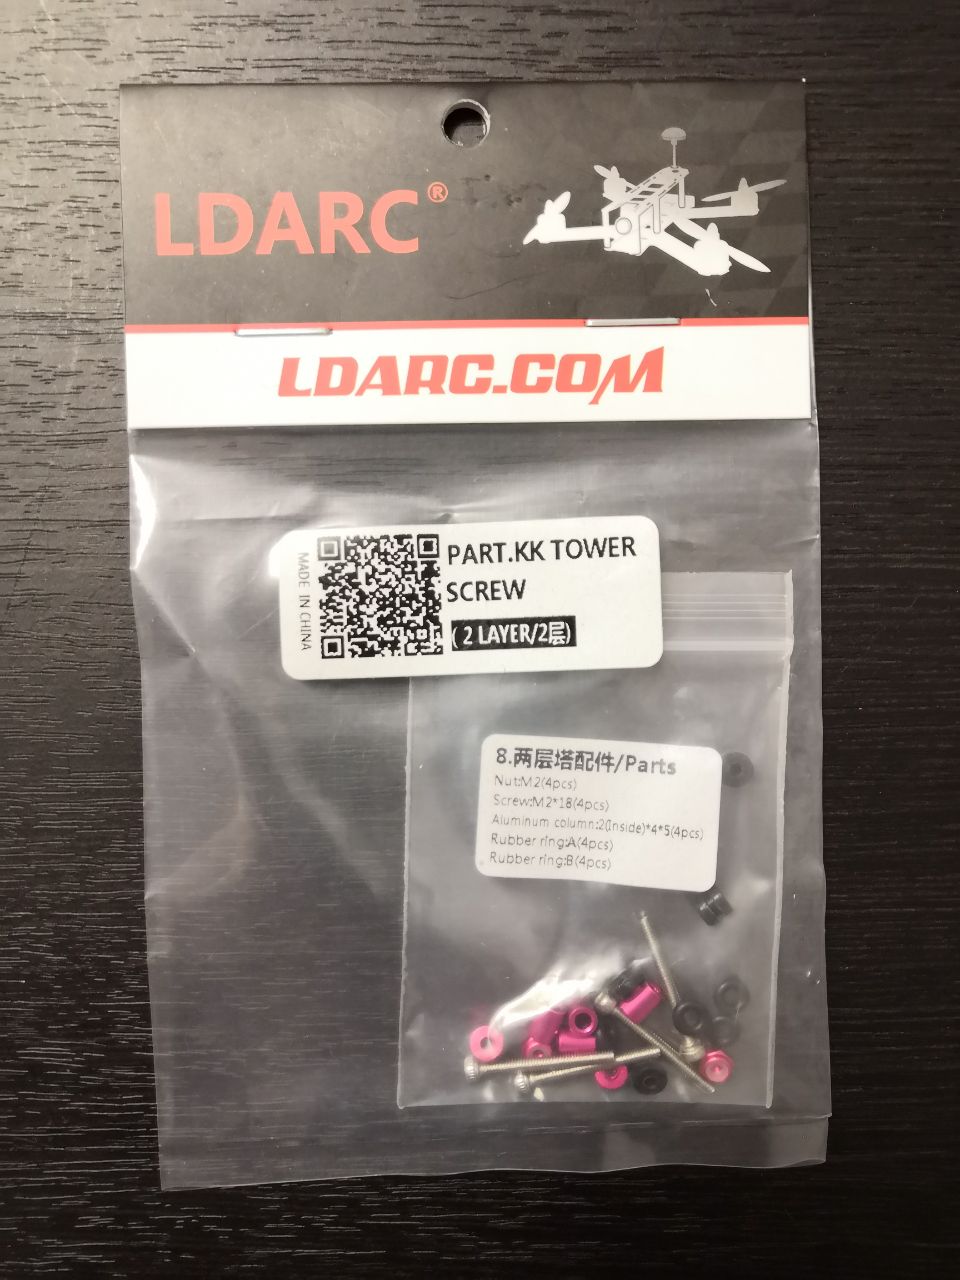 LDARC®
LDARC.COM
MADE IN CHINA
PART.KK TOWER
SCREW
( 2 LAYER/2层)
8.两层塔配件/Parts
Nut:M2(4pcs)
Screw:M2*18(4pcs)
Aluminum column:2(Inside)*4*5(4pcs)
Rubber ring:A(4pcs)
Rubber ring:B(4pcs)